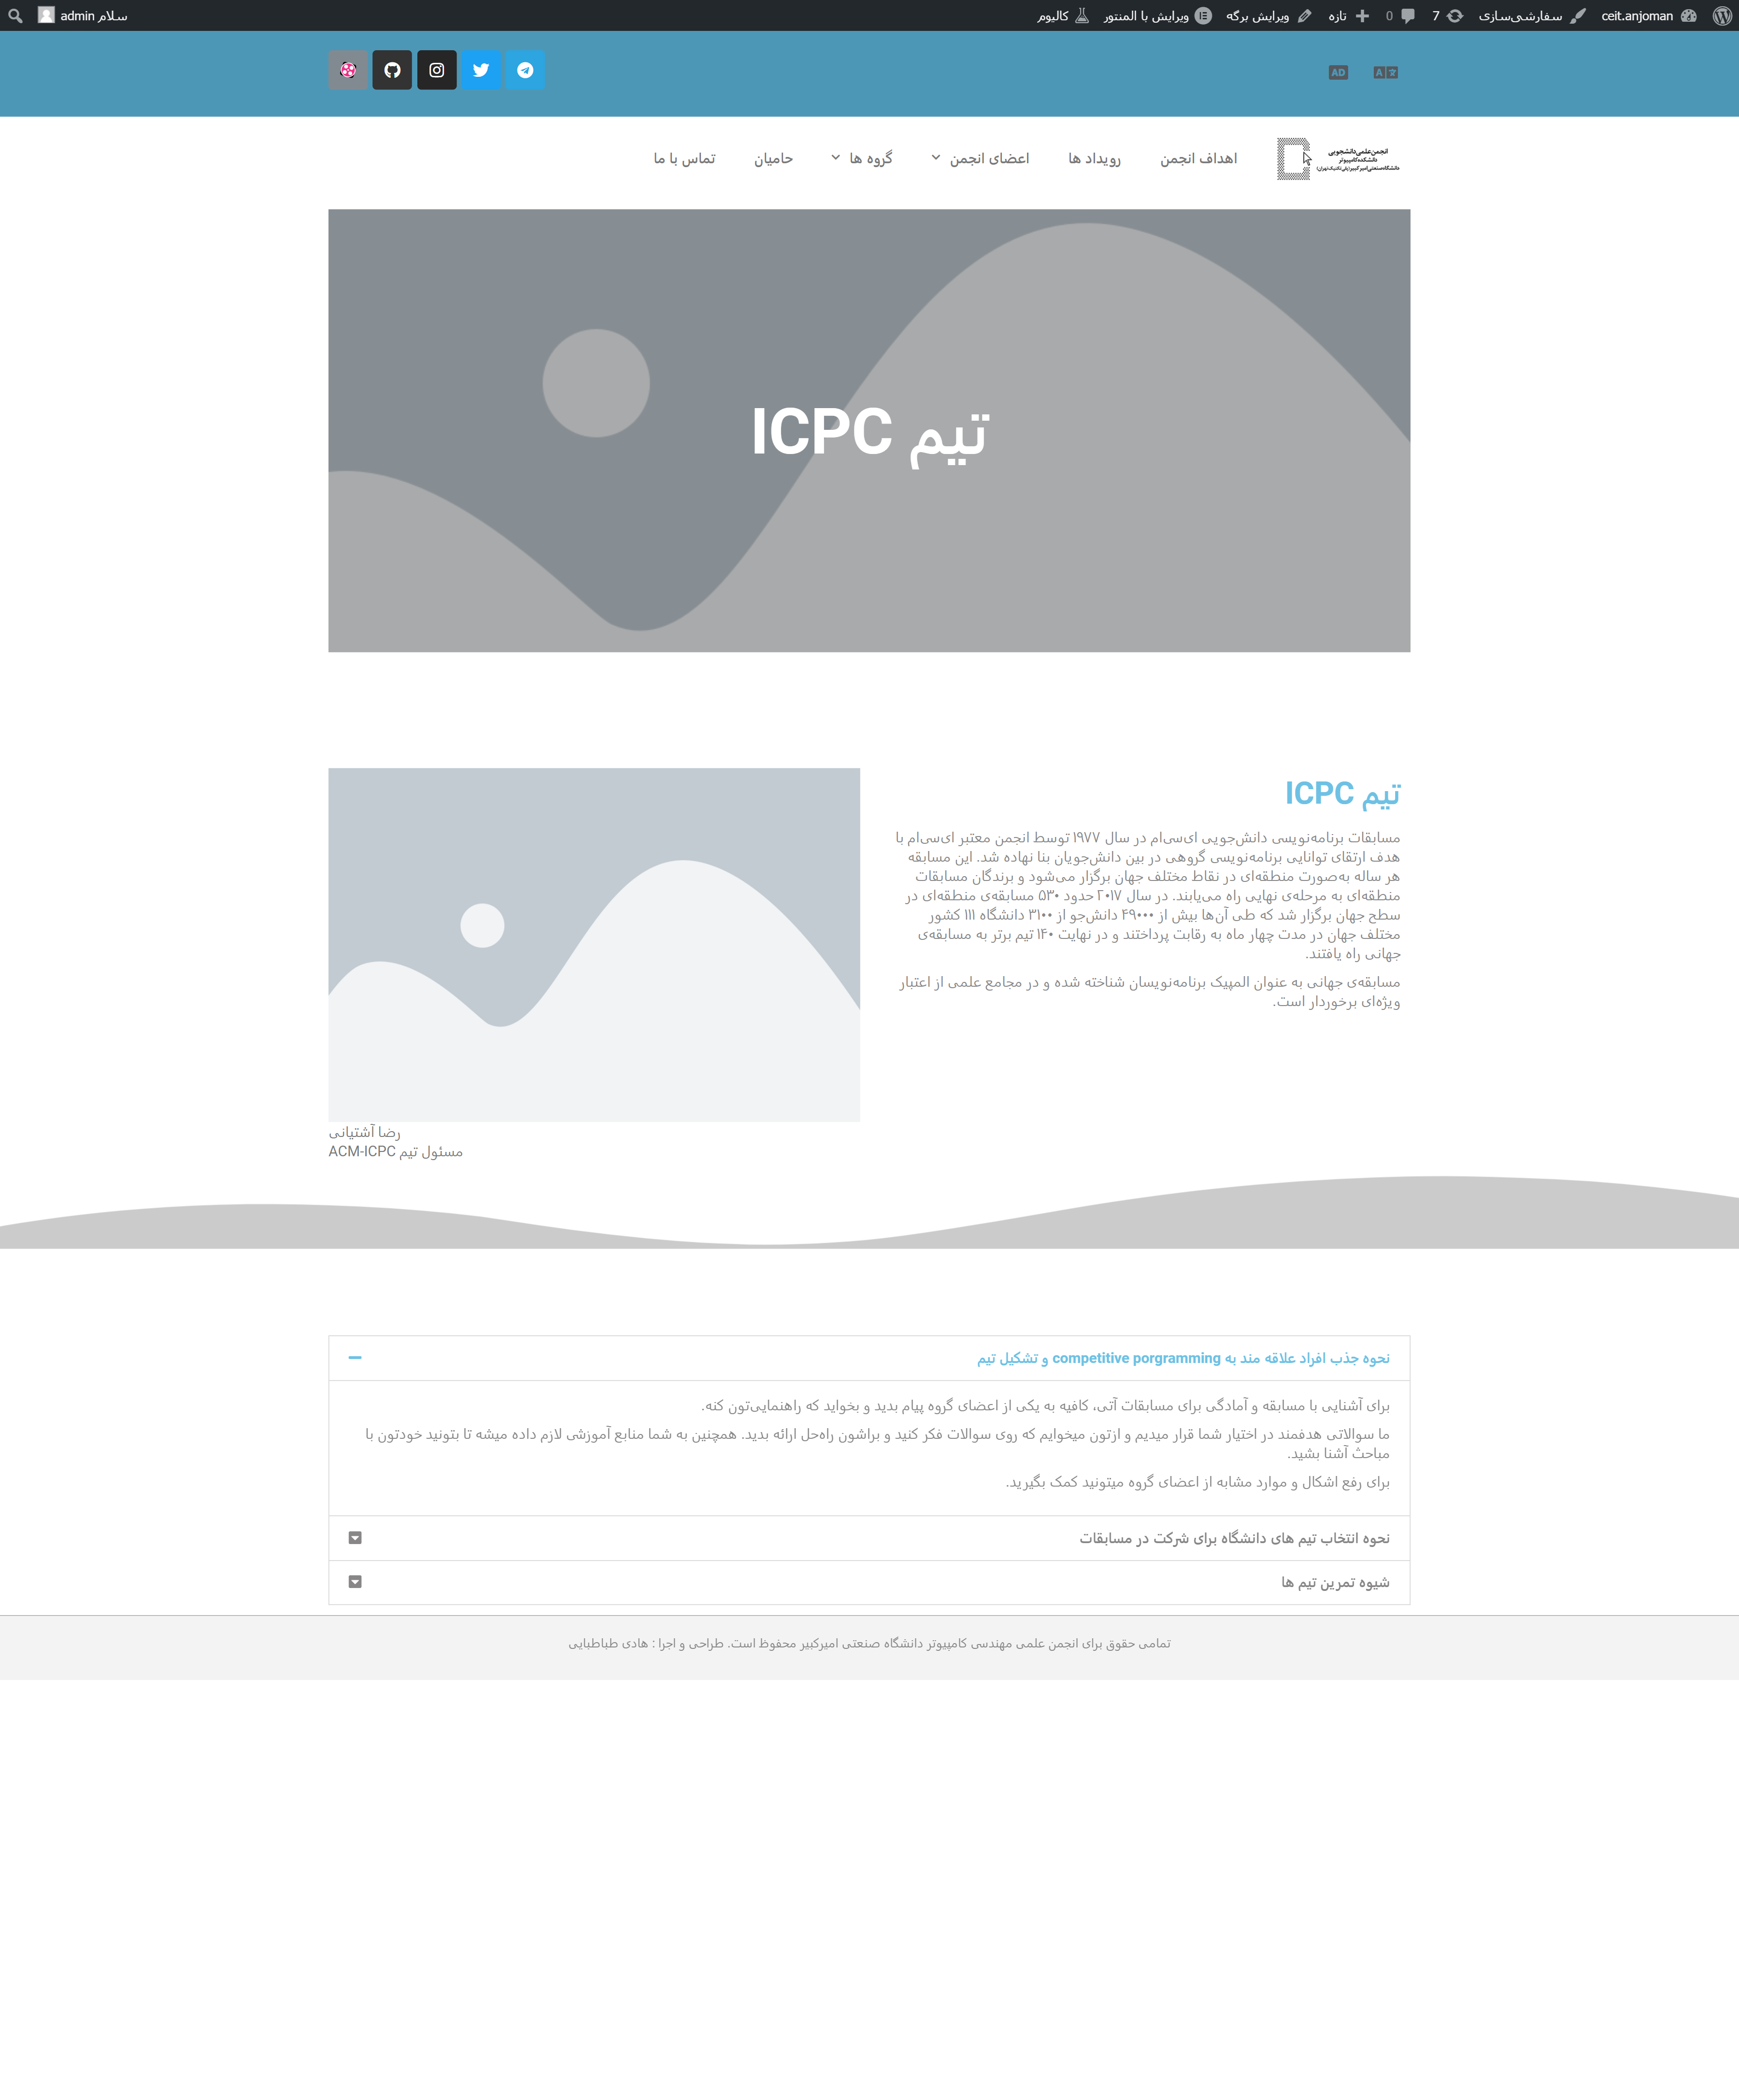 ceit.anjoman سفارشی‌سازی 7 0 تازه ویرایش برگه ویرایش با المنتور کالیوم سلام admin
AD A
انجمن‌علمی‌دانشجویی
دانشکده‌کامپیوتر
دانشگاه‌صنعتی‌امیرکبیر(پلی‌تکنیک‌تهران)
اهداف انجمن رویداد ها اعضای انجمن گروه ها حامیان تماس با ما
تیم ICPC
تیم ICPC
مسابقات برنامه‌نویسی دانش‌جویی ای‌سی‌ام در سال ۱۹۷۷ توسط انجمن معتبر ای‌سی‌ام با
هدف ارتقای توانایی برنامه‌نویسی گروهی در بین دانش‌جویان بنا نهاده شد. این مسابقه
هر ساله به‌صورت منطقه‌ای در نقاط مختلف جهان برگزار می‌شود و برندگان مسابقات
منطقه‌ای به مرحله‌ی نهایی راه می‌یابند. در سال ۲۰۱۷ حدود ۵۳۰ مسابقه‌ی منطقه‌ای در
سطح جهان برگزار شد که طی آن‌ها بیش از ۴۹۰۰۰ دانش‌جو از ۳۱۰۰ دانشگاه ۱۱۱ کشور
مختلف جهان در مدت چهار ماه به رقابت پرداختند و در نهایت ۱۴۰ تیم برتر به مسابقه‌ی
جهانی راه یافتند.
مسابقه‌ی جهانی به عنوان المپیک برنامه‌نویسان شناخته شده و در مجامع علمی از اعتبار
ویژه‌ای برخوردار است.
رضا آشتیانی
مسئول تیم ACM-ICPC
نحوه جذب افراد علاقه مند به competitive porgramming و تشکیل تیم
برای آشنایی با مسابقه و آمادگی برای مسابقات آتی، کافیه به یکی از اعضای گروه پیام بدید و بخواید که راهنمایی‌تون کنه.
ما سوالاتی هدفمند در اختیار شما قرار میدیم و ازتون میخوایم که روی سوالات فکر کنید و براشون راه‌حل ارائه بدید. همچنین به شما منابع آموزشی لازم داده میشه تا بتونید خودتون با
مباحث آشنا بشید.
برای رفع اشکال و موارد مشابه از اعضای گروه میتونید کمک بگیرید.
نحوه انتخاب تیم های دانشگاه برای شرکت در مسابقات
شیوه تمرین تیم ها
تمامی حقوق برای انجمن علمی مهندسی کامپیوتر دانشگاه صنعتی امیرکبیر محفوظ است. طراحی و اجرا : هادی طباطبایی